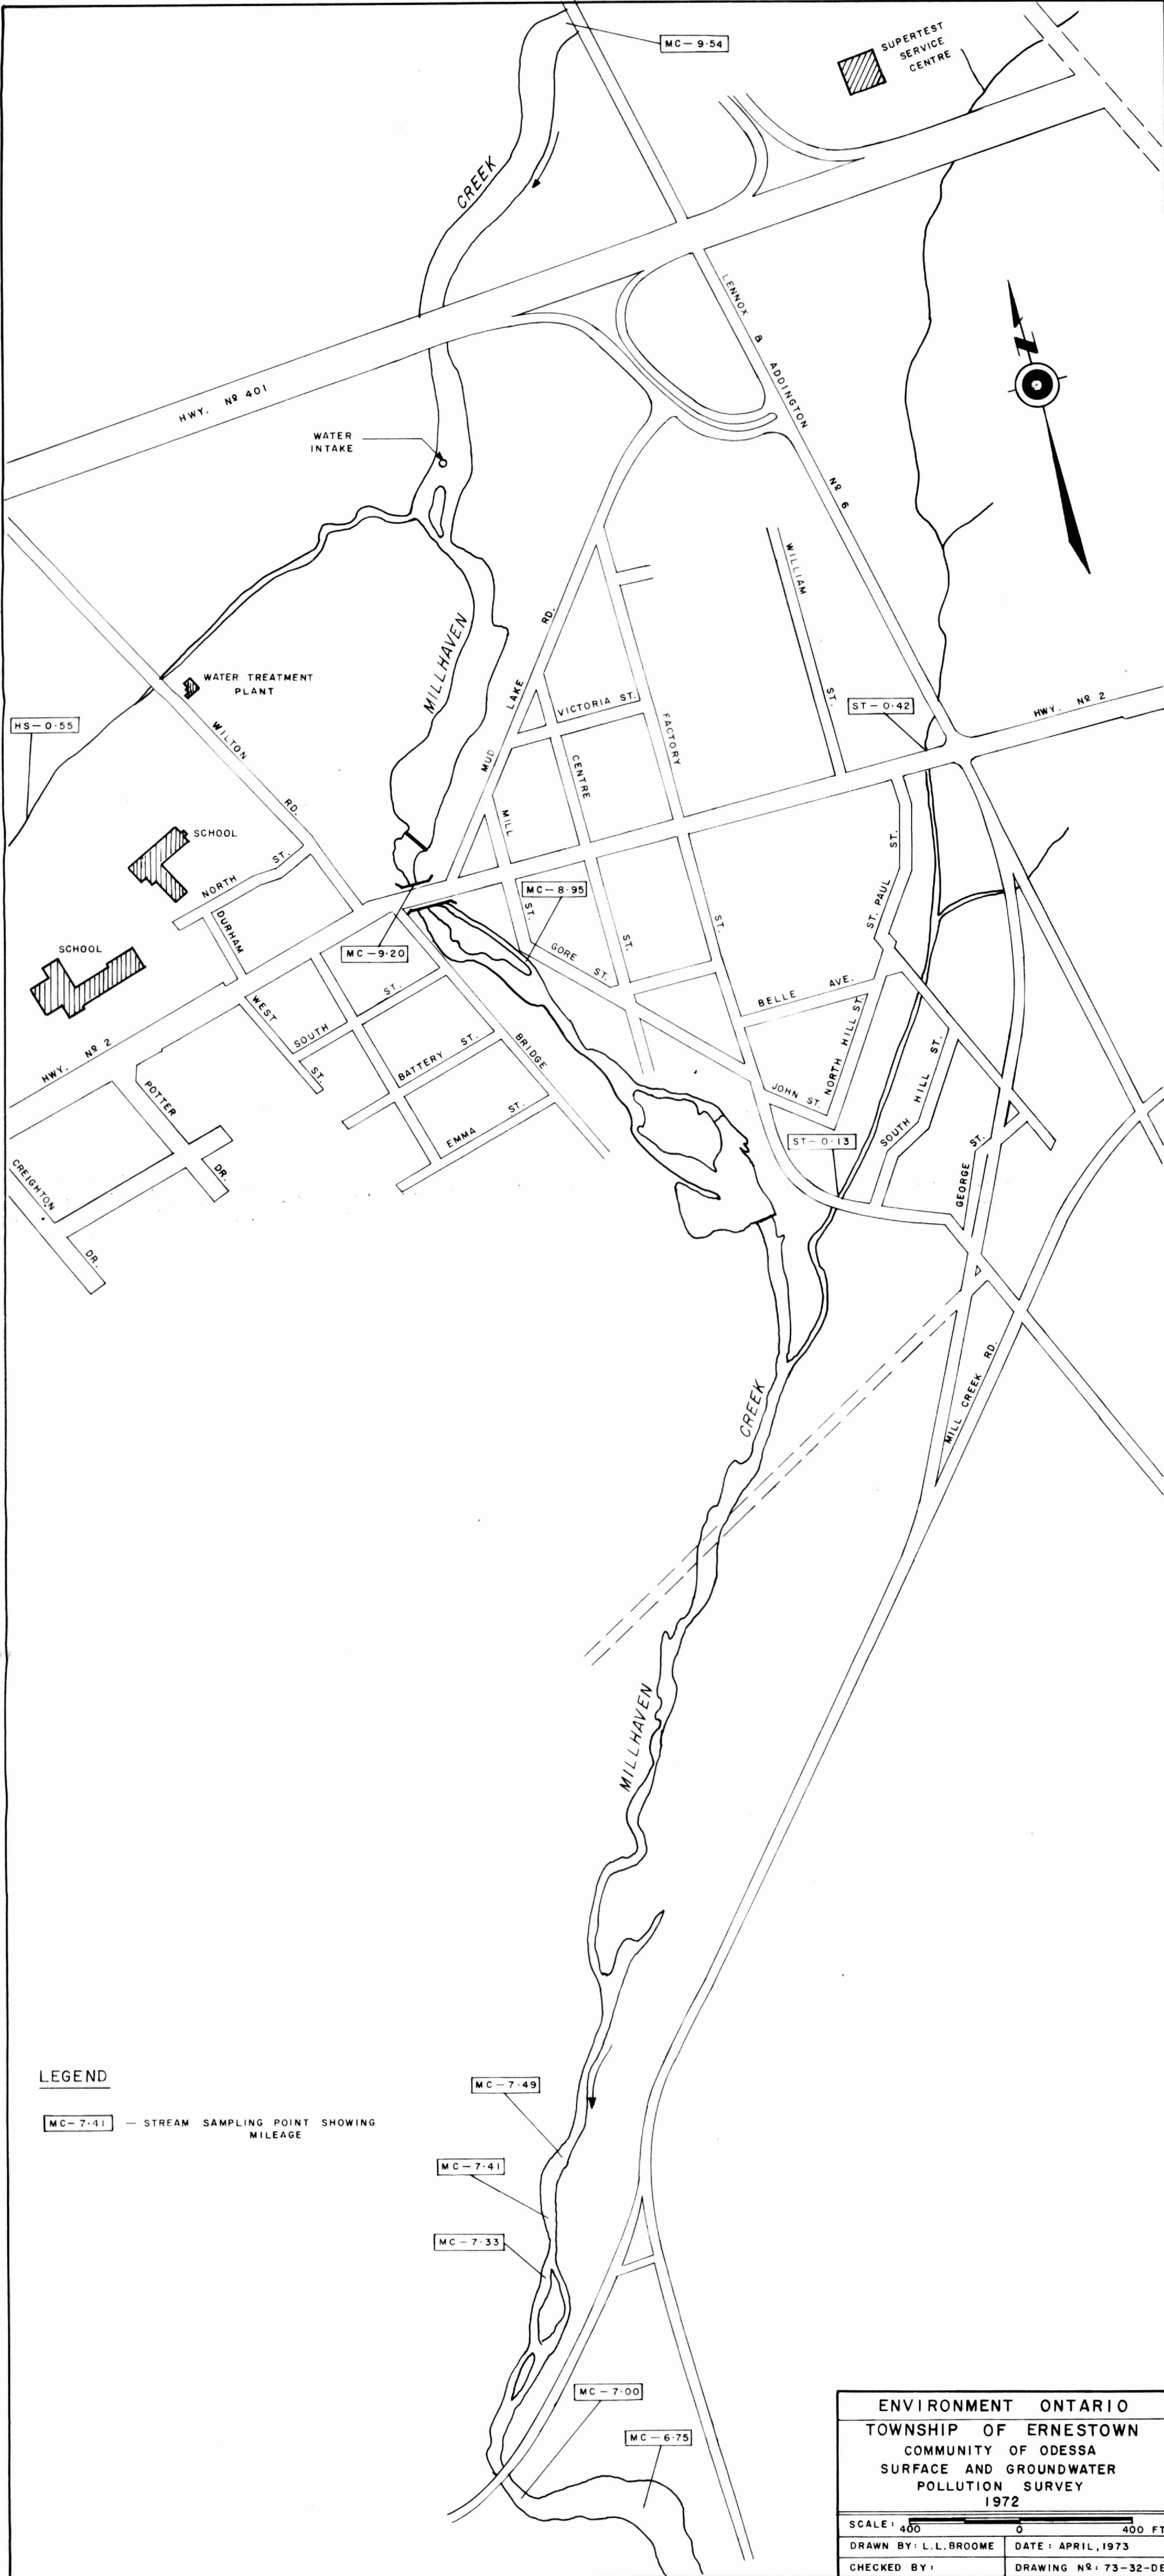 MC-9·54
SUPERTEST
SERVICE
CENTRE
CREEK
LENNOX & ADDINGTON Nº 6
N
HWY. Nº 401
WATER
INTAKE
WILLIAM ST.
MILLHAVEN
MUD LAKE RD.
WATER TREATMENT
PLANT
VICTORIA ST.
FACTORY ST.
ST-0·42
HWY. Nº 2
HS-0·55
WILTON RD.
CENTRE ST.
MILL ST.
SCHOOL
NORTH ST.
ST. PAUL ST.
MC-8·95
DURHAM
SCHOOL
MC-9·20
GORE ST.
BELLE AVE.
WEST ST.
SOUTH ST.
NORTH HILL ST.
HWY. Nº 2
BATTERY ST.
BRIDGE
SOUTH HILL ST.
POTTER DR.
JOHN ST.
EMMA ST.
ST-0·13
CREIGHTON DR.
GEORGE ST.
MILL CREEK RD.
CREEK
MILLHAVEN
LEGEND
MC-7·41 — STREAM SAMPLING POINT SHOWING
MILEAGE
MC-7·49
MC-7·41
MC-7·33
MC-7·00
MC-6·75
ENVIRONMENT ONTARIO
TOWNSHIP OF ERNESTOWN
COMMUNITY OF ODESSA
SURFACE AND GROUNDWATER
POLLUTION SURVEY
1972
SCALE: 400 0 400 FT
DRAWN BY: L.L.BROOME DATE: APRIL, 1973
CHECKED BY: DRAWING Nº: 73-32-DE